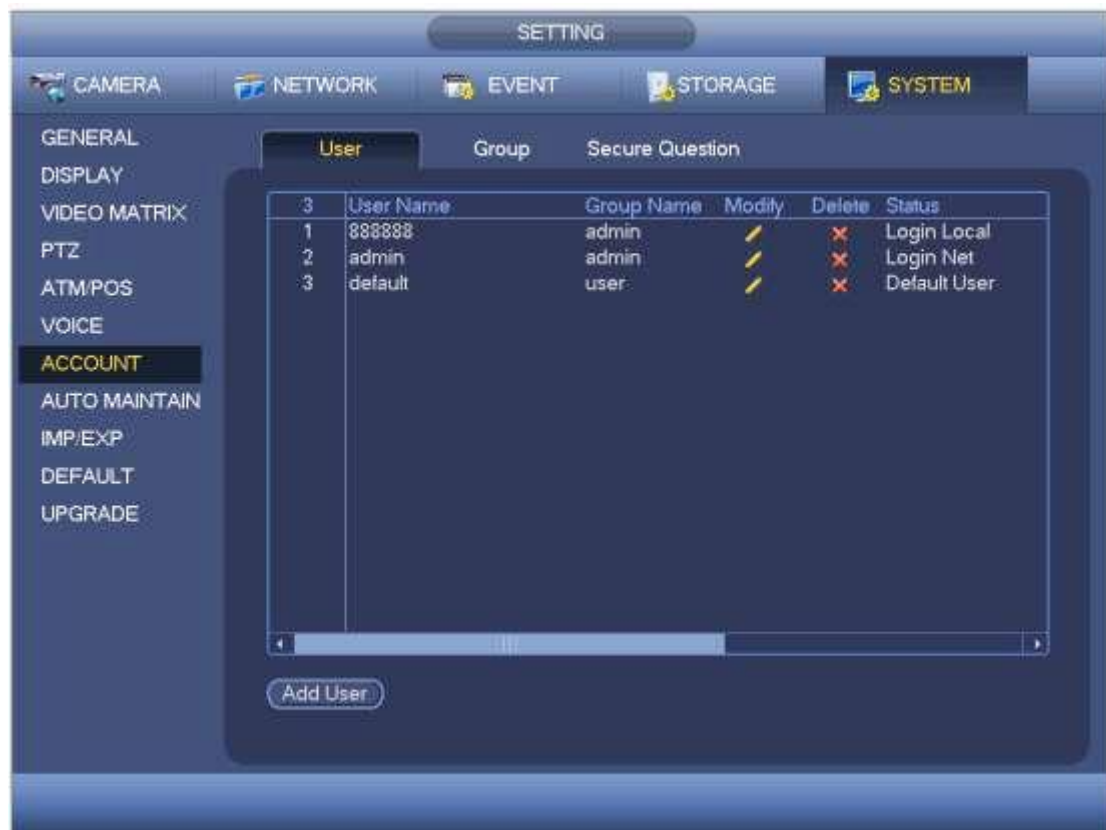 SETTING
CAMERA NETWORK EVENT STORAGE SYSTEM
GENERAL
DISPLAY
VIDEO MATRIX
PTZ
ATM/POS
VOICE
ACCOUNT
AUTO MAINTAIN
IMP/EXP
DEFAULT
UPGRADE
User Group Secure Question
3 User Name Group Name Modify Delete Status
1 888888 admin Login Local
2 admin admin Login Net
3 default user Default User
Add User